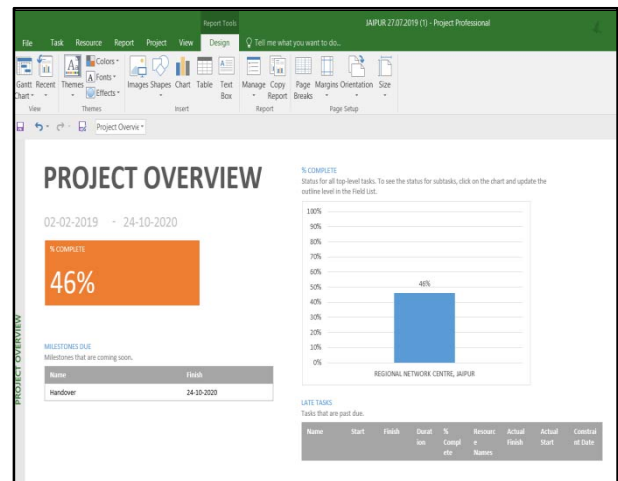 Report Tools
JAIPUR 27.07.2019 (1) - Project Professional
File Task Resource Report Project View Design Tell me what you want to do...
Gantt Chart
Recent
Themes
Colors
Fonts
Effects
Images Shapes Chart Table Text Box
Manage Copy Report
Page Breaks Margins Orientation Size
View Themes Insert Report Page Setup
Project Overvie
PROJECT OVERVIEW
PROJECT OVERVIEW
02-02-2019 - 24-10-2020
% COMPLETE
46%
MILESTONES DUE
Milestones that are coming soon.
Name Finish
Handover 24-10-2020
% COMPLETE
Status for all top-level tasks. To see the status for subtasks, click on the chart and update the
outline level in the Field List.
100%
90%
80%
70%
60%
50%
40%
30%
20%
10%
0%
46%
REGIONAL NETWORK CENTRE, JAIPUR
LATE TASKS
Tasks that are past due.
Name Start Finish Durat ion % Compl ete Resourc e Names Actual Finish Actual Start Constrai nt Date